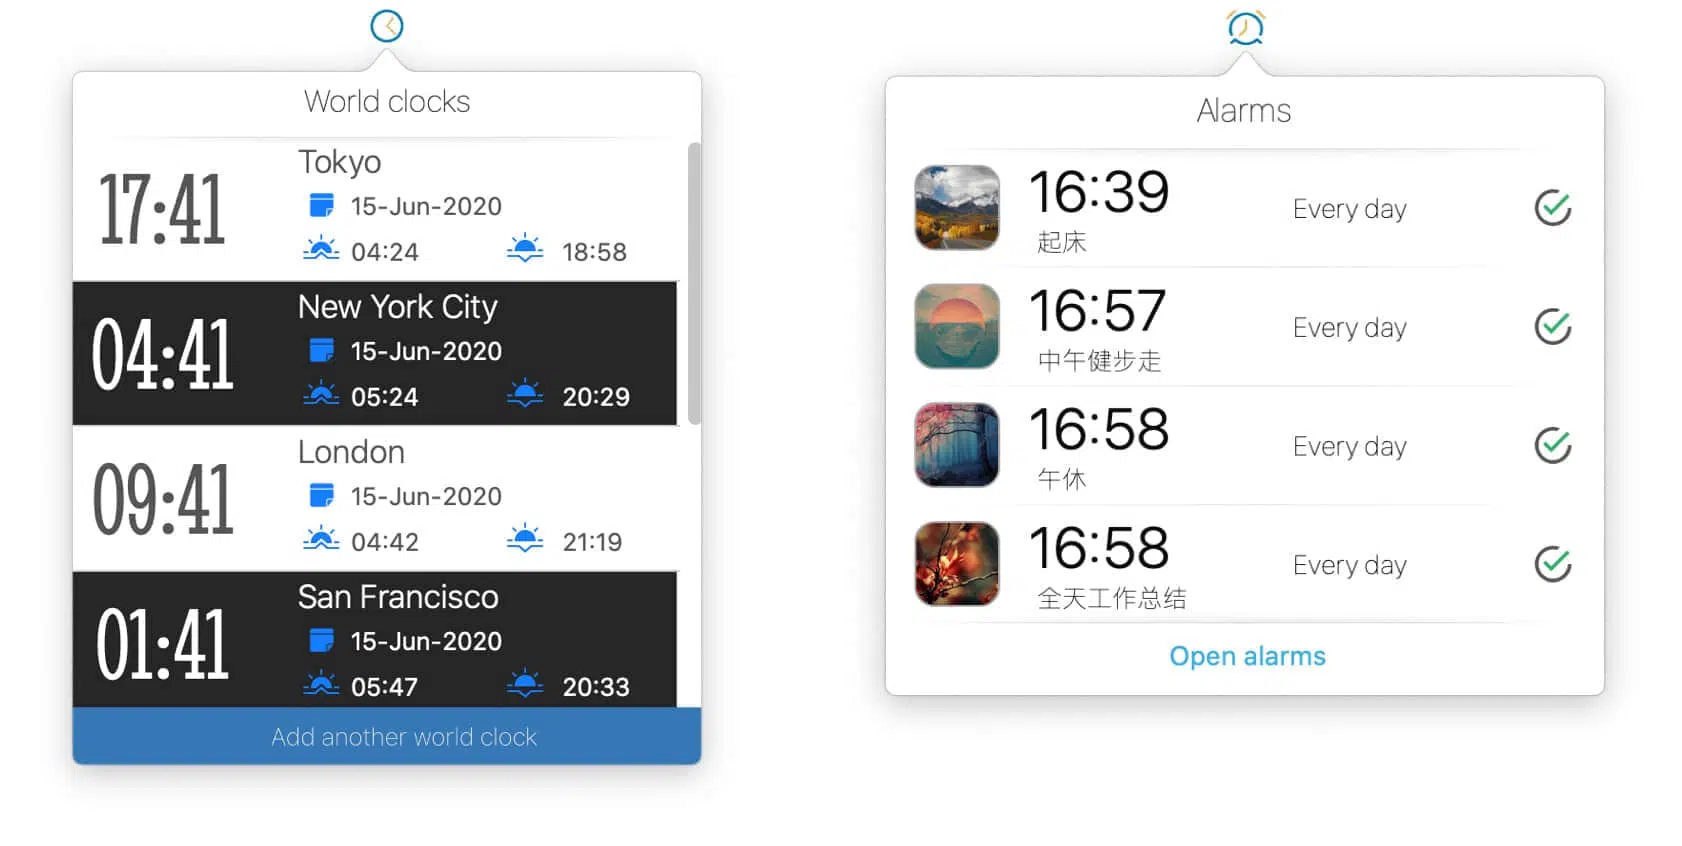 World clocks
17:41
Tokyo
15-Jun-2020
04:24 18:58
04:41
New York City
15-Jun-2020
05:24 20:29
09:41
London
15-Jun-2020
04:42 21:19
01:41
San Francisco
15-Jun-2020
05:47 20:33
Add another world clock
Alarms
16:39 Every day
起床
16:57 Every day
中午健步走
16:58 Every day
午休
16:58 Every day
全天工作总结
Open alarms